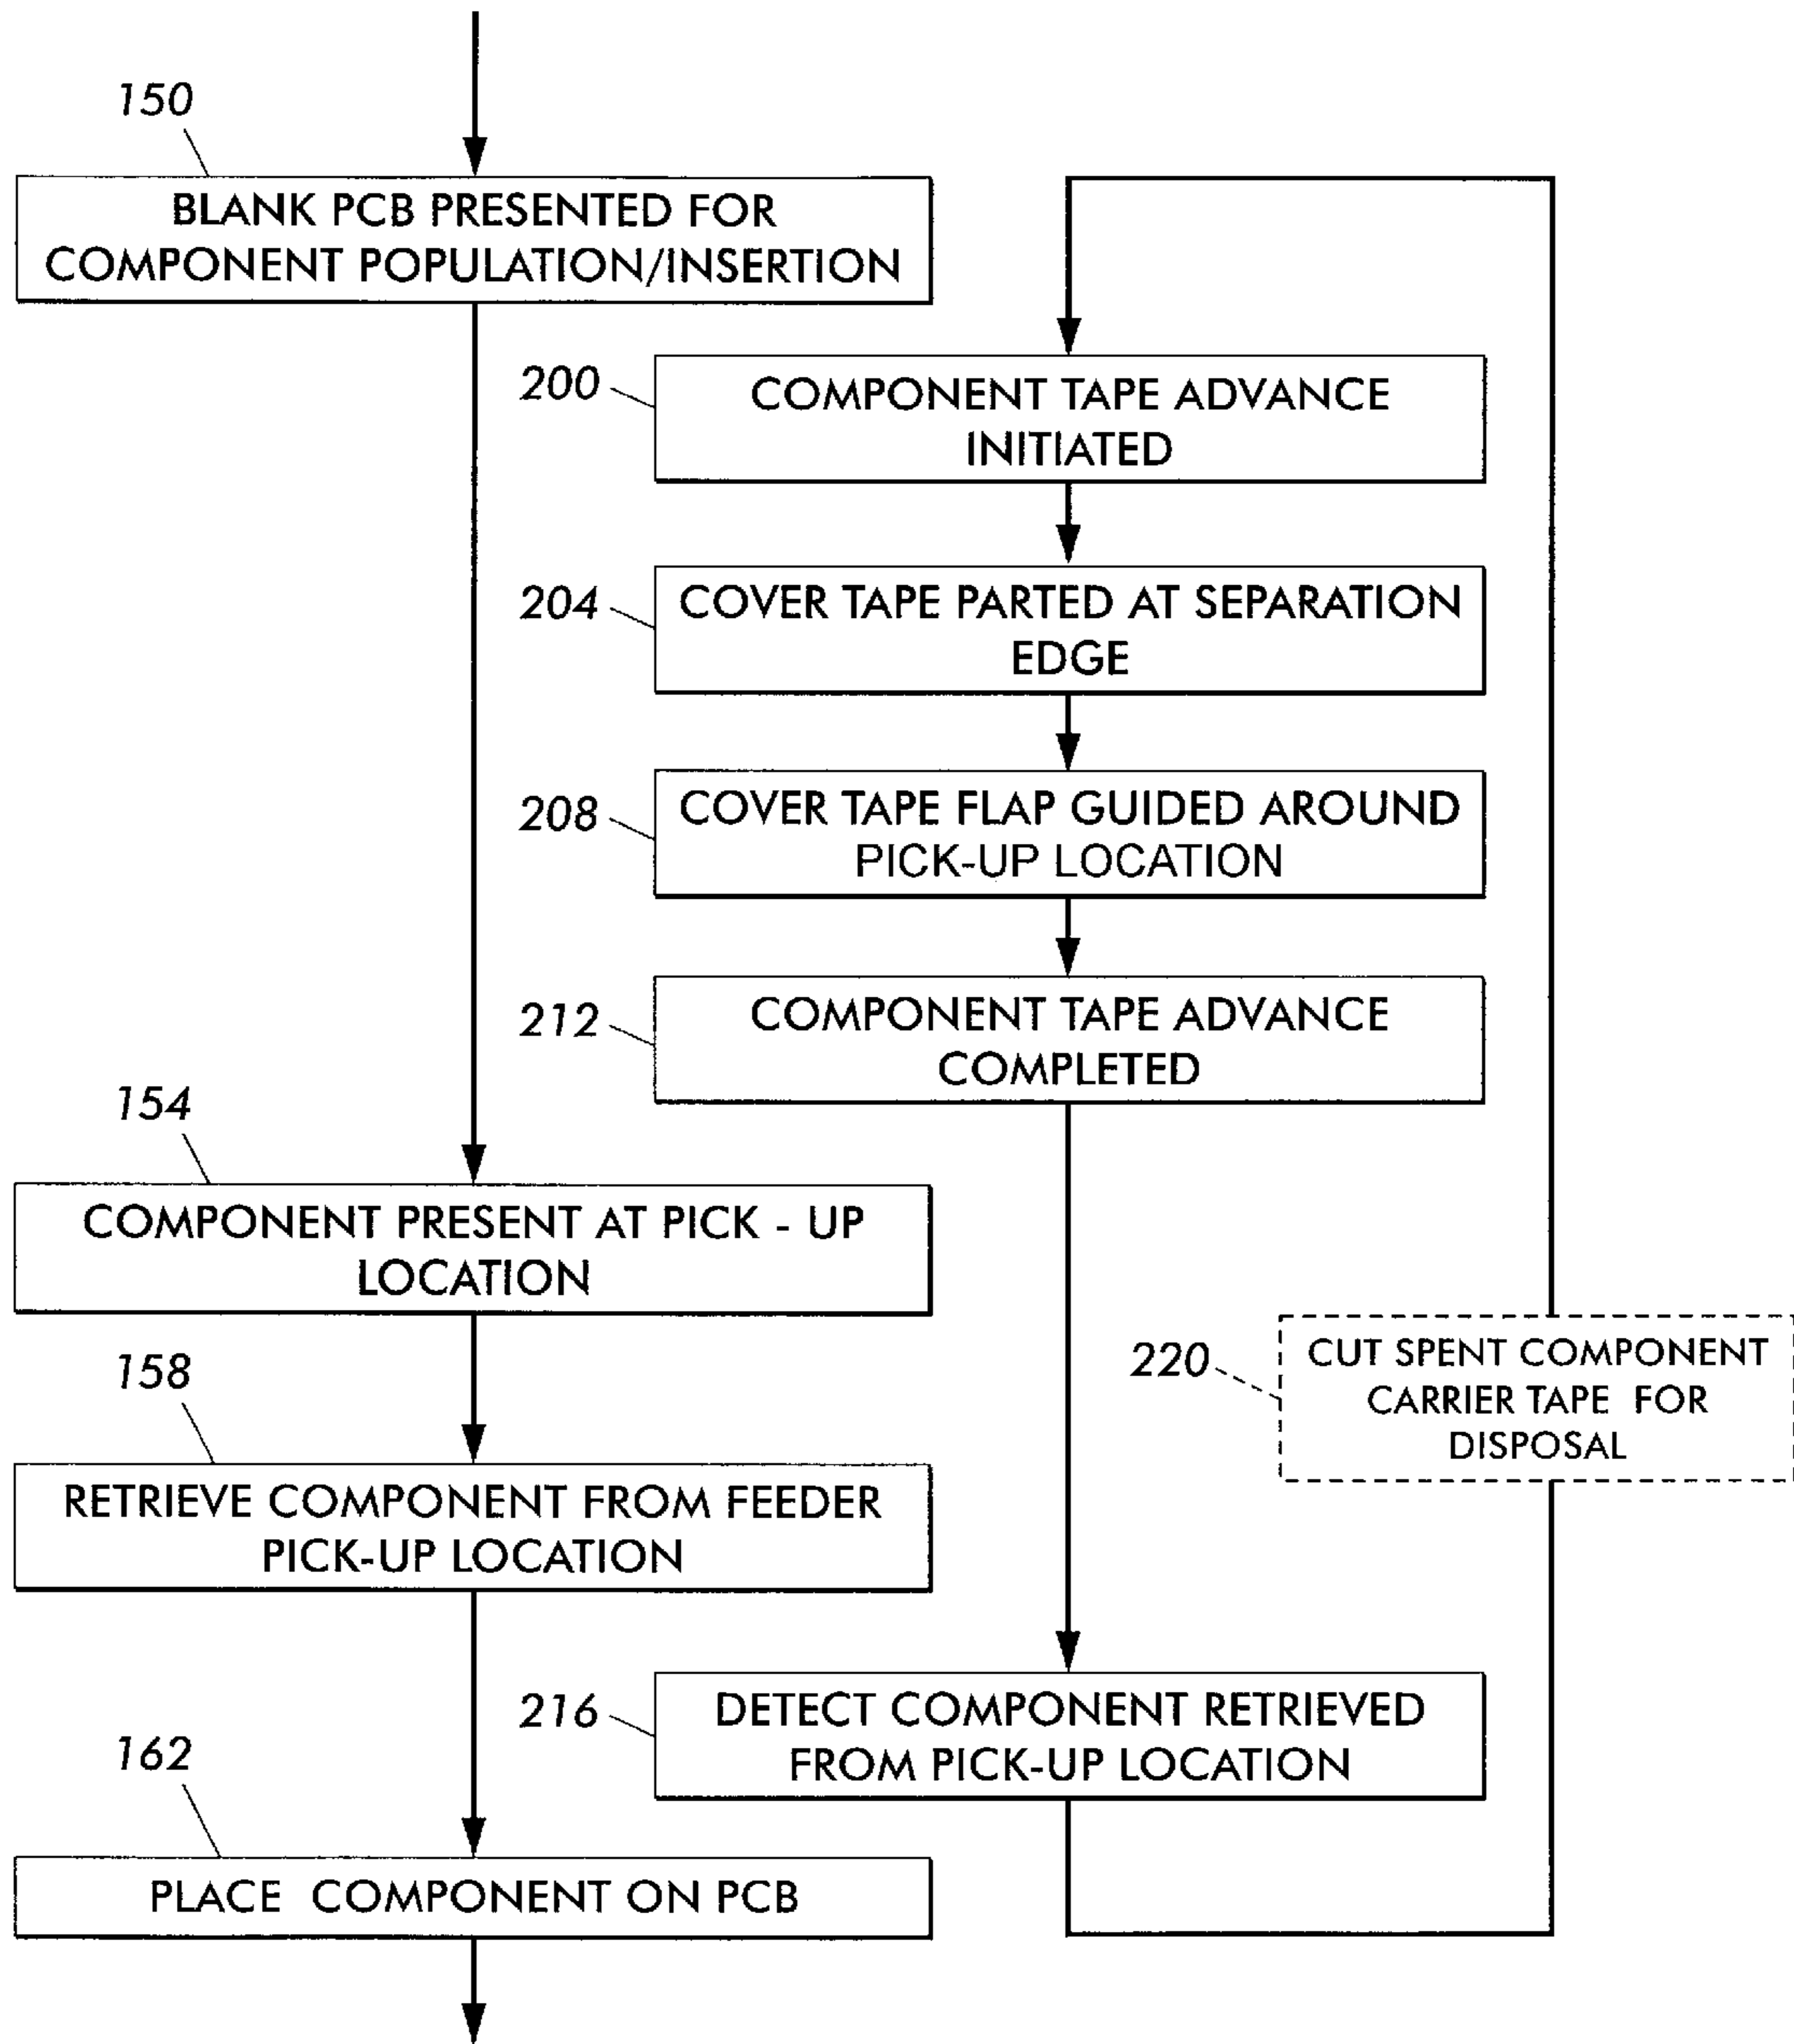 150
BLANK PCB PRESENTED FOR
COMPONENT POPULATION/INSERTION
200
COMPONENT TAPE ADVANCE
INITIATED
204
COVER TAPE PARTED AT SEPARATION
EDGE
208
COVER TAPE FLAP GUIDED AROUND
PICK-UP LOCATION
212
COMPONENT TAPE ADVANCE
COMPLETED
154
COMPONENT PRESENT AT PICK - UP
LOCATION
220
CUT SPENT COMPONENT
CARRIER TAPE FOR
DISPOSAL
158
RETRIEVE COMPONENT FROM FEEDER
PICK-UP LOCATION
216
DETECT COMPONENT RETRIEVED
FROM PICK-UP LOCATION
162
PLACE COMPONENT ON PCB